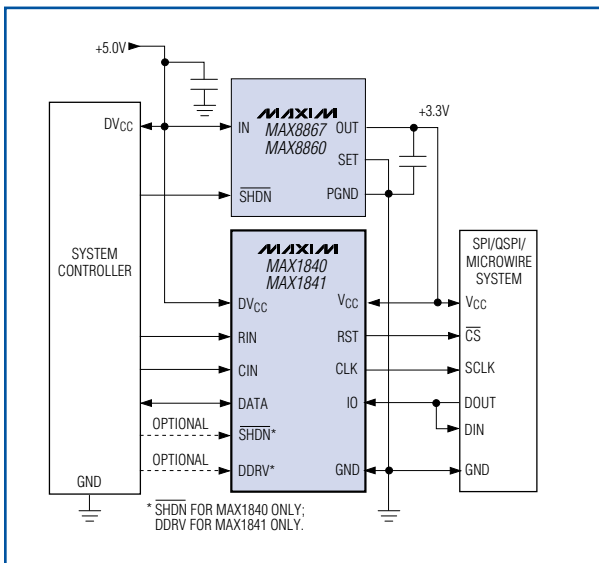 +5.0V
+3.3V
DVCC
SYSTEM
CONTROLLER
GND
MAXIM
MAX8867
MAX8860
IN
OUT
SET
SHDN
PGND
MAXIM
MAX1840
MAX1841
DVCC
VCC
RIN
RST
CIN
CLK
DATA
IO
OPTIONAL
SHDN*
OPTIONAL
DDRV*
GND
SPI/QSPI/
MICROWIRE
SYSTEM
VCC
CS
SCLK
DOUT
DIN
GND
* SHDN FOR MAX1840 ONLY;
DDRV FOR MAX1841 ONLY.